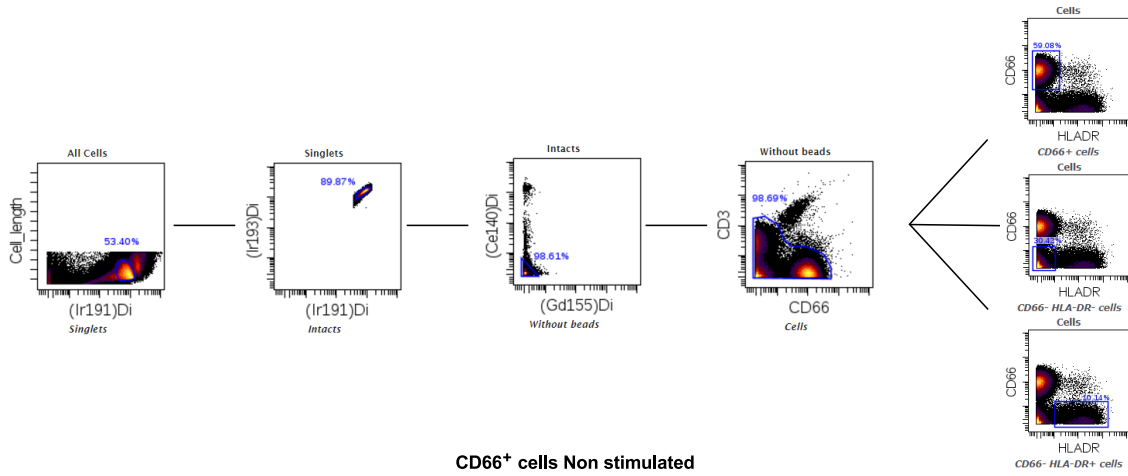 All Cells
53.40%
Cell_length
(Ir191)Di
Singlets
Singlets
89.87%
(Ir193)Di
(Ir191)Di
Intacts
Intacts
98.61%
(Ce140)Di
(Gd155)Di
Without beads
Without beads
98.69%
CD3
CD66
Cells
Cells
59.08%
CD66
HLADR
CD66+ cells
Cells
30.42%
CD66
HLADR
CD66- HLA-DR- cells
Cells
10.14%
CD66
HLADR
CD66- HLA-DR+ cells
CD66+ cells Non stimulated